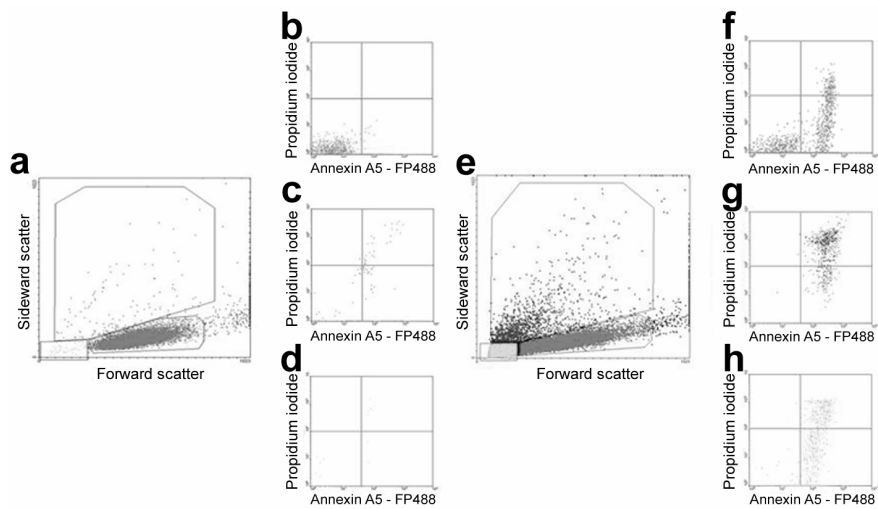 a
Sideward scatter
Forward scatter
b
Propidium iodide
Annexin A5 - FP488
c
Propidium iodide
Annexin A5 - FP488
d
Propidium iodide
Annexin A5 - FP488
e
Sideward scatter
Forward scatter
f
Propidium iodide
Annexin A5 - FP488
g
Propidium iodide
Annexin A5 - FP488
h
Propidium iodide
Annexin A5 - FP488